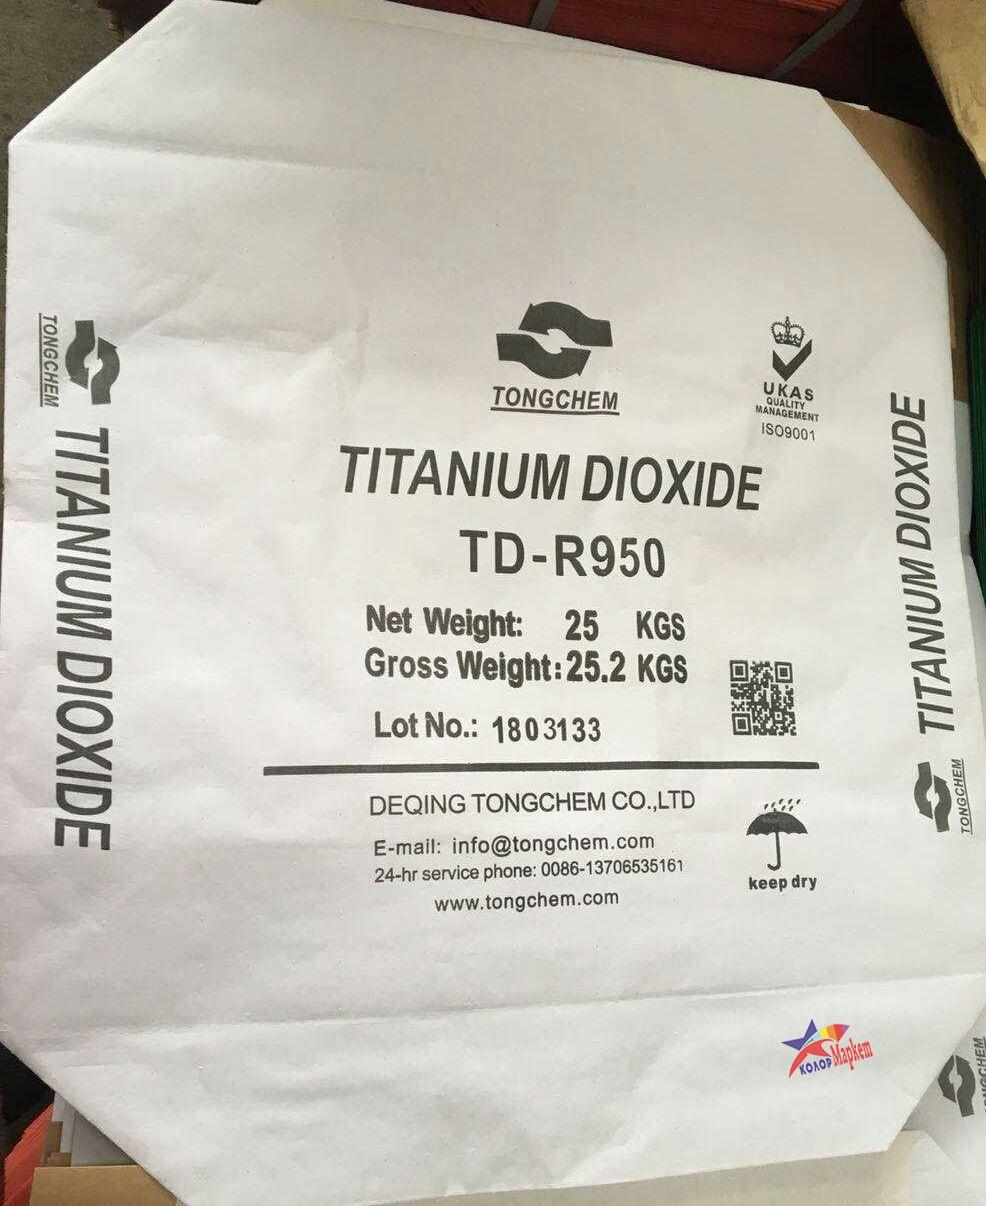 TONGCHEM
TITANIUM DIOXIDE
TONGCHEM
UKAS
QUALITY
MANAGEMENT
ISO9001
TITANIUM DIOXIDE
TD-R950
Net Weight: 25 KGS
Gross Weight: 25.2 KGS
Lot No.: 1803133
DEQING TONGCHEM CO.,LTD
E-mail: info@tongchem.com
24-hr service phone: 0086-13706535161
www.tongchem.com
keep dry
TITANIUM DIOXIDE
TONGCHEM
КОЛОР Маркет